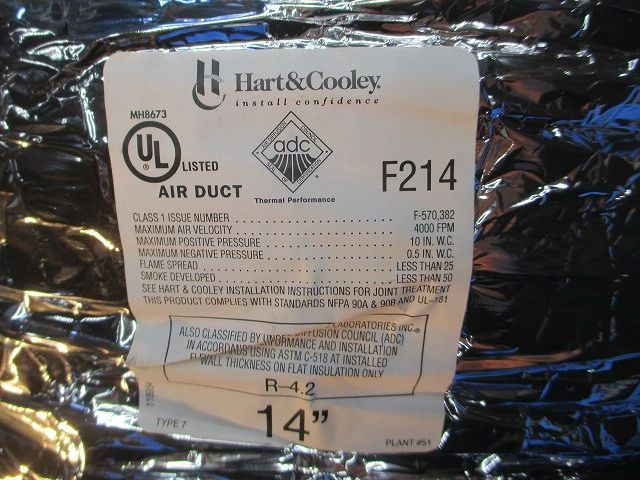 Hart&Cooley.
install confidence
MH8673
UL ® LISTED
AIR DUCT
adc
Thermal Performance
F214
CLASS 1 ISSUE NUMBER F-570,382
MAXIMUM AIR VELOCITY 4000 FPM
MAXIMUM POSITIVE PRESSURE 10 IN. W.C.
MAXIMUM NEGATIVE PRESSURE 0.5 IN. W.C.
FLAME SPREAD LESS THAN 25
SMOKE DEVELOPED LESS THAN 50
SEE HART & COOLEY INSTALLATION INSTRUCTIONS FOR JOINT TREATMENT
THIS PRODUCT COMPLIES WITH STANDARDS NFPA 90A & 90B AND UL-181
ALSO CLASSIFIED BY LABORATORIES INC.®
DIFFUSION COUNCIL (ADC)
IN ASTM C-518 AT INSTALLED
WALL THICKNESS ON FLAT INSULATION ONLY
R-4.2
14"
TYPE 7
PLANT #51